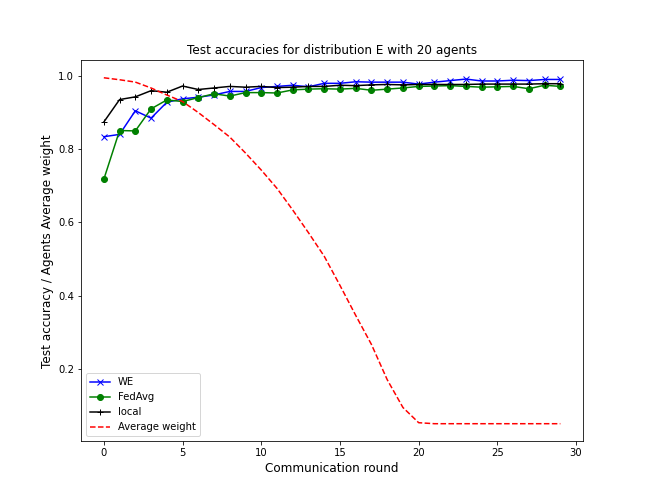 Test accuracies for distribution E with 20 agents
Test accuracy / Agents Average weight
1.0
0.8
0.6
0.4
0.2
WE
FedAvg
local
Average weight
0
5
10
15
20
25
30
Communication round